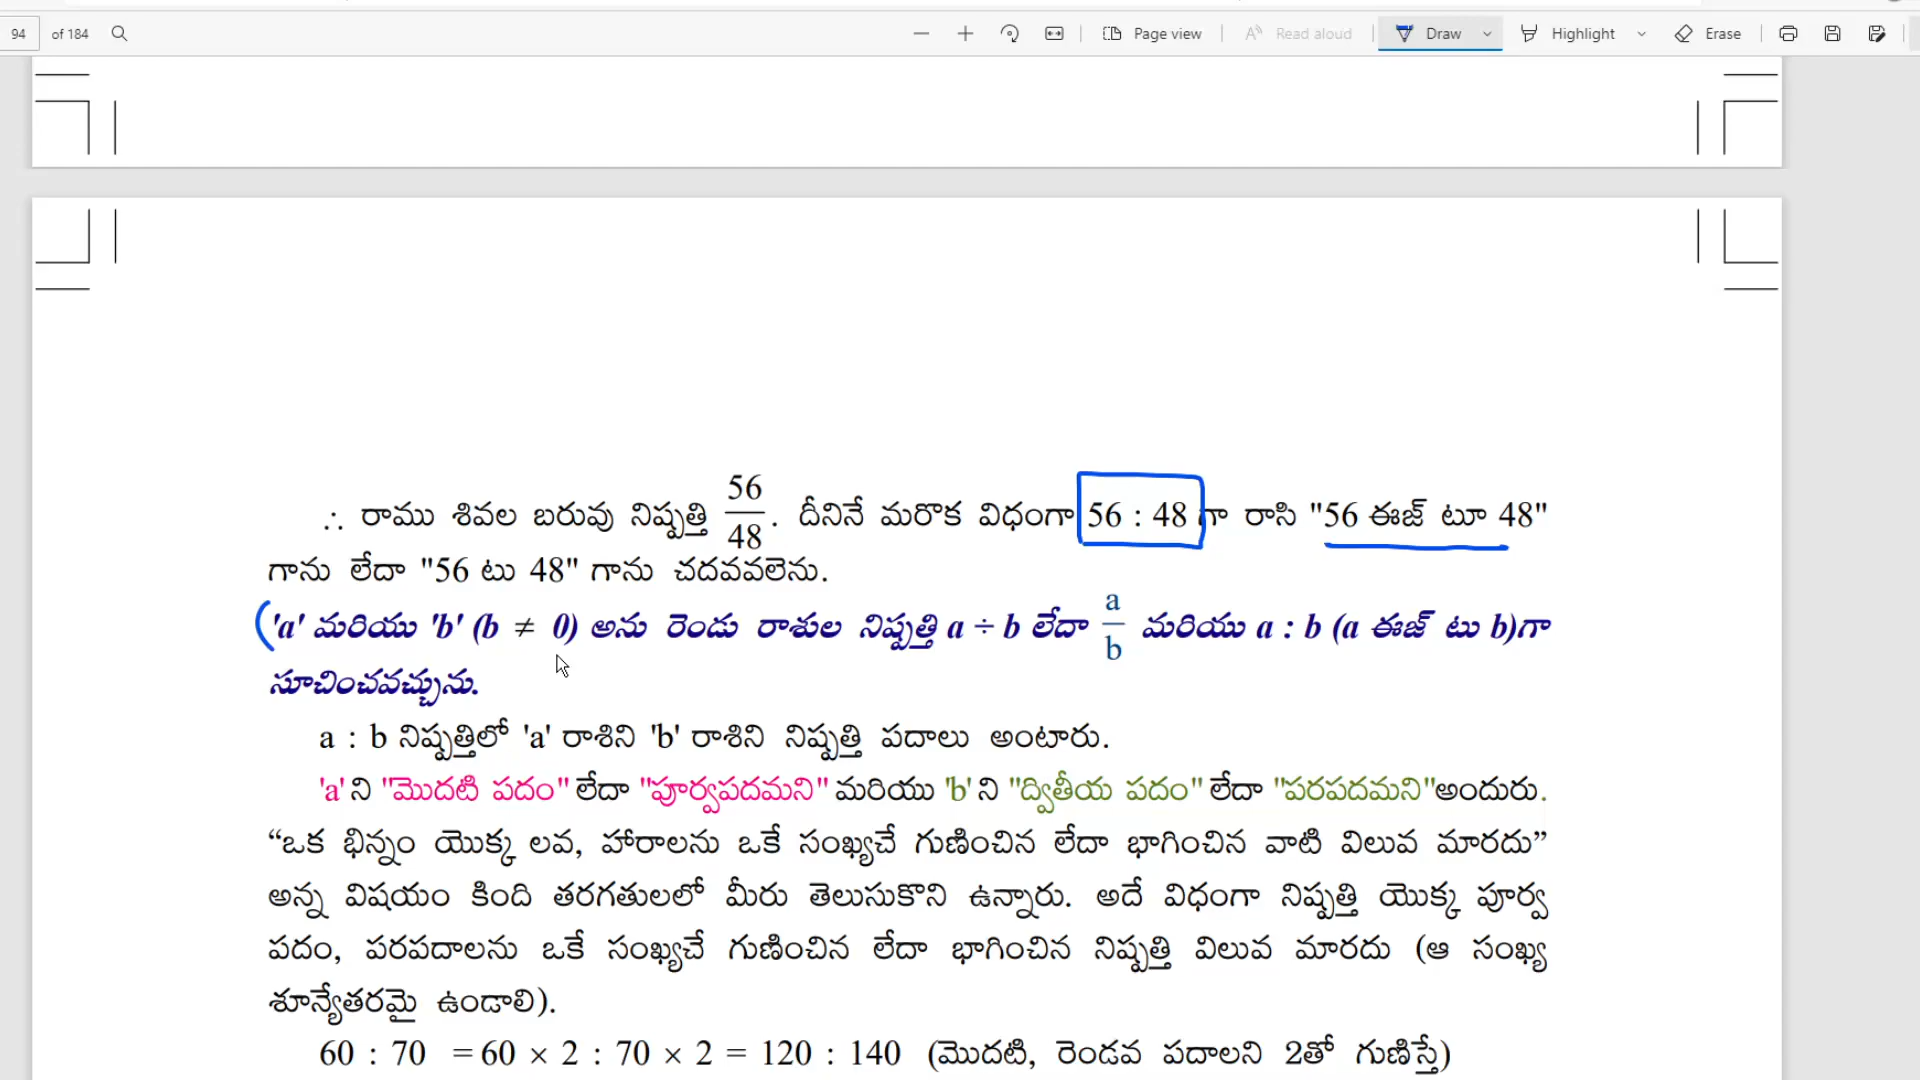 94 of 184 Page view Read aloud Draw Highlight Erase
∴ రాము శివల బరువు నిష్పత్తి 56/48. దీనినే మరొక విధంగా 56 : 48 గా రాసి "56 ఈజ్ టూ 48"
గాను లేదా "56 టు 48" గాను చదవవలెను.
'a' మరియు 'b' (b ≠ 0) అను రెండు రాశుల నిష్పత్తి a ÷ b లేదా a/b మరియు a : b (a ఈజ్ టు b)గా
సూచించవచ్చును.
a : b నిష్పత్తిలో 'a' రాశిని 'b' రాశిని నిష్పత్తి పదాలు అంటారు.
'a' ని "మొదటి పదం" లేదా "పూర్వపదమని" మరియు 'b' ని "ద్వితీయ పదం" లేదా "పరపదమని" అందురు.
“ఒక భిన్నం యొక్క లవ, హారాలను ఒకే సంఖ్యచే గుణించిన లేదా భాగించిన వాటి విలువ మారదు”
అన్న విషయం కింది తరగతులలో మీరు తెలుసుకొని ఉన్నారు. అదే విధంగా నిష్పత్తి యొక్క పూర్వ
పదం, పరపదాలను ఒకే సంఖ్యచే గుణించిన లేదా భాగించిన నిష్పత్తి విలువ మారదు (ఆ సంఖ్య
శూన్యేతరమై ఉండాలి).
60 : 70 = 60 × 2 : 70 × 2 = 120 : 140 (మొదటి, రెండవ పదాలని 2తో గుణిస్తే)